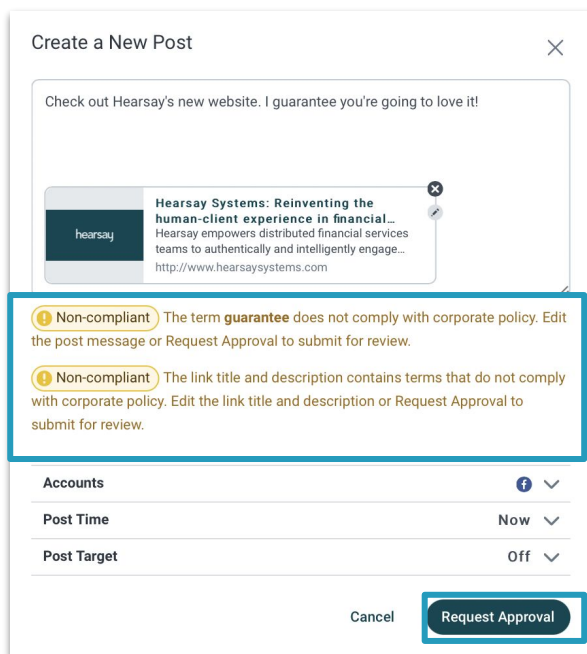 Create a New Post
Check out Hearsay's new website. I guarantee you're going to love it!
hearsay
Hearsay Systems: Reinventing the
human-client experience in financial...
Hearsay empowers distributed financial services
teams to authentically and intelligently engage...
http://www.hearsaysystems.com
Non-compliant The term guarantee does not comply with corporate policy. Edit
the post message or Request Approval to submit for review.
Non-compliant The link title and description contains terms that do not comply
with corporate policy. Edit the link title and description or Request Approval to
submit for review.
Accounts
Post Time Now
Post Target Off
Cancel Request Approval